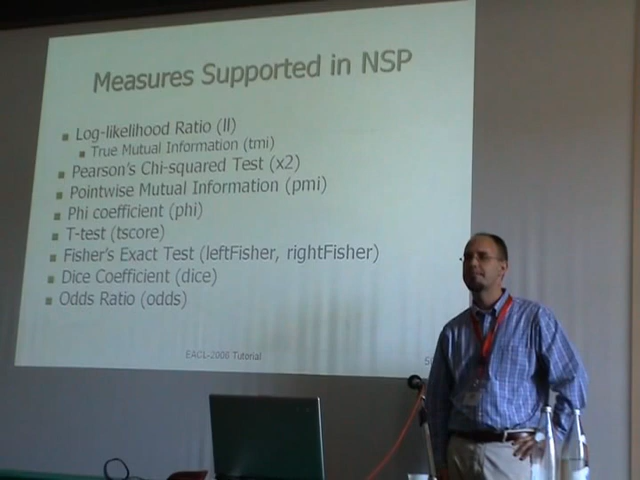 Measures Supported in NSP
Log-likelihood Ratio (ll)
True Mutual Information (tmi)
Pearson's Chi-squared Test (x2)
Pointwise Mutual Information (pmi)
Phi coefficient (phi)
T-test (tscore)
Fisher's Exact Test (leftFisher, rightFisher)
Dice Coefficient (dice)
Odds Ratio (odds)
EACL-2006 Tutorial